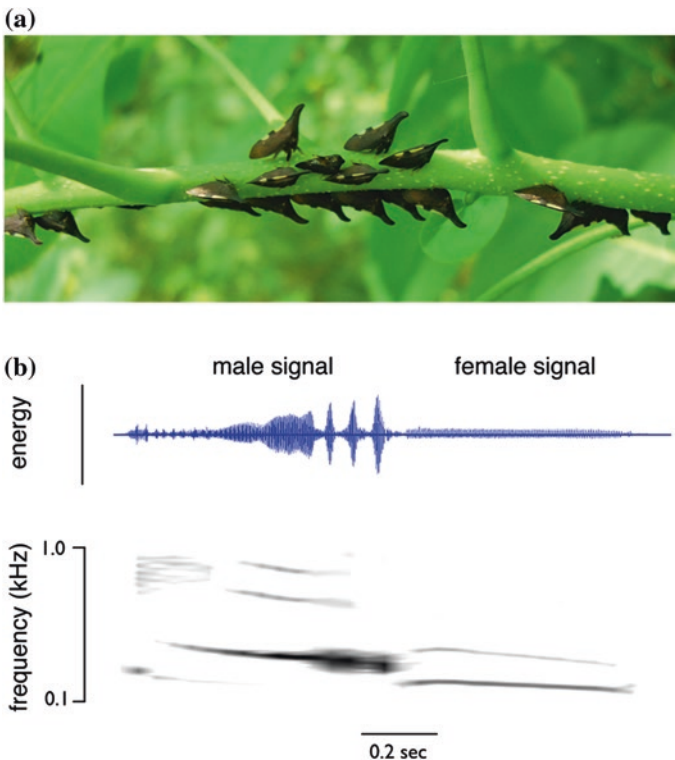 (a)
(b)
male signal female signal
energy
frequency (kHz)
1.0
0.1
0.2 sec